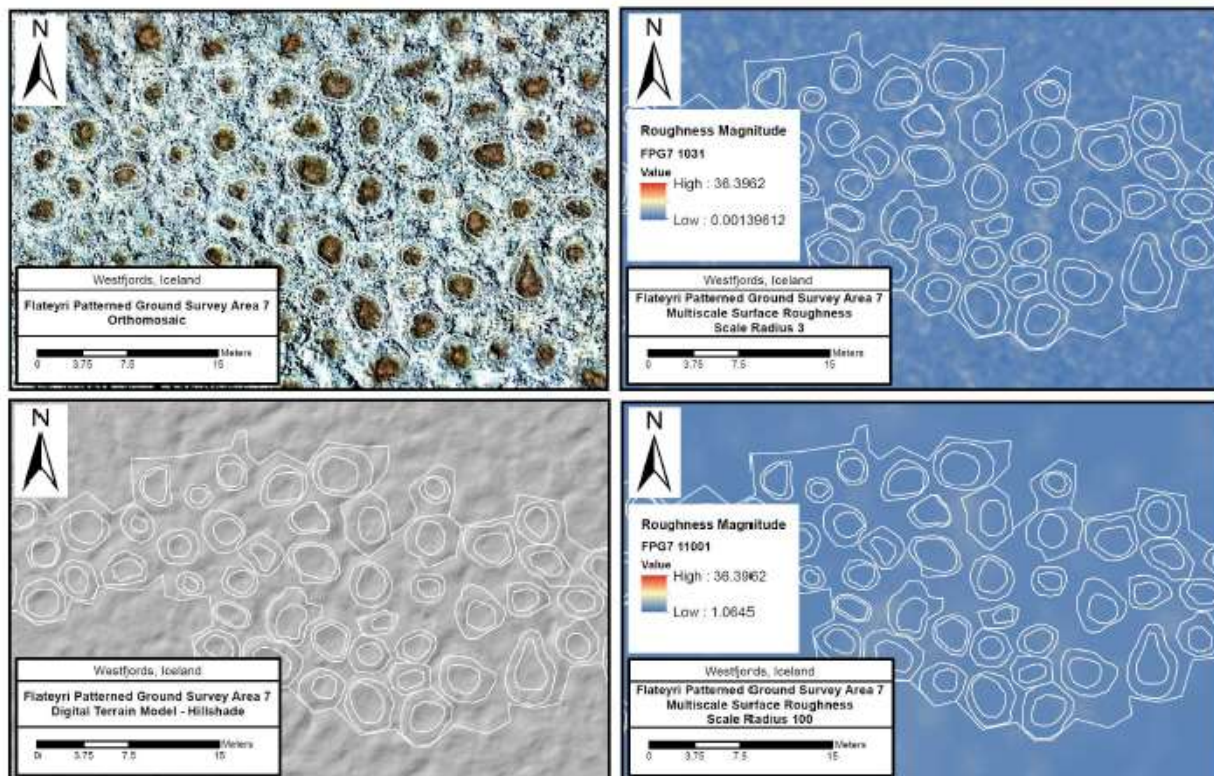 N
Westfjords, Iceland
Flateyri Patterned Ground Survey Area 7
Orthomosaic
Meters
0 3.75 7.5 15
N
Roughness Magnitude
FPG7 1031
Value
High : 36.3962
Low : 0.00139612
Westfjords, Iceland
Flateyri Patterned Ground Survey Area 7
Multiscale Surface Roughness
Scale Radius 3
Meters
0 3.75 7.5 15
N
Westfjords, Iceland
Flateyri Patterned Ground Survey Area 7
Digital Terrain Model - Hillshade
Meters
0 3.75 7.5 15
N
Roughness Magnitude
FPG7 11001
Value
High : 36.3962
Low : 1.0645
Westfjords, Iceland
Flateyri Patterned Ground Survey Area 7
Multiscale Surface Roughness
Scale Radius 100
Meters
0 3.75 7.5 15